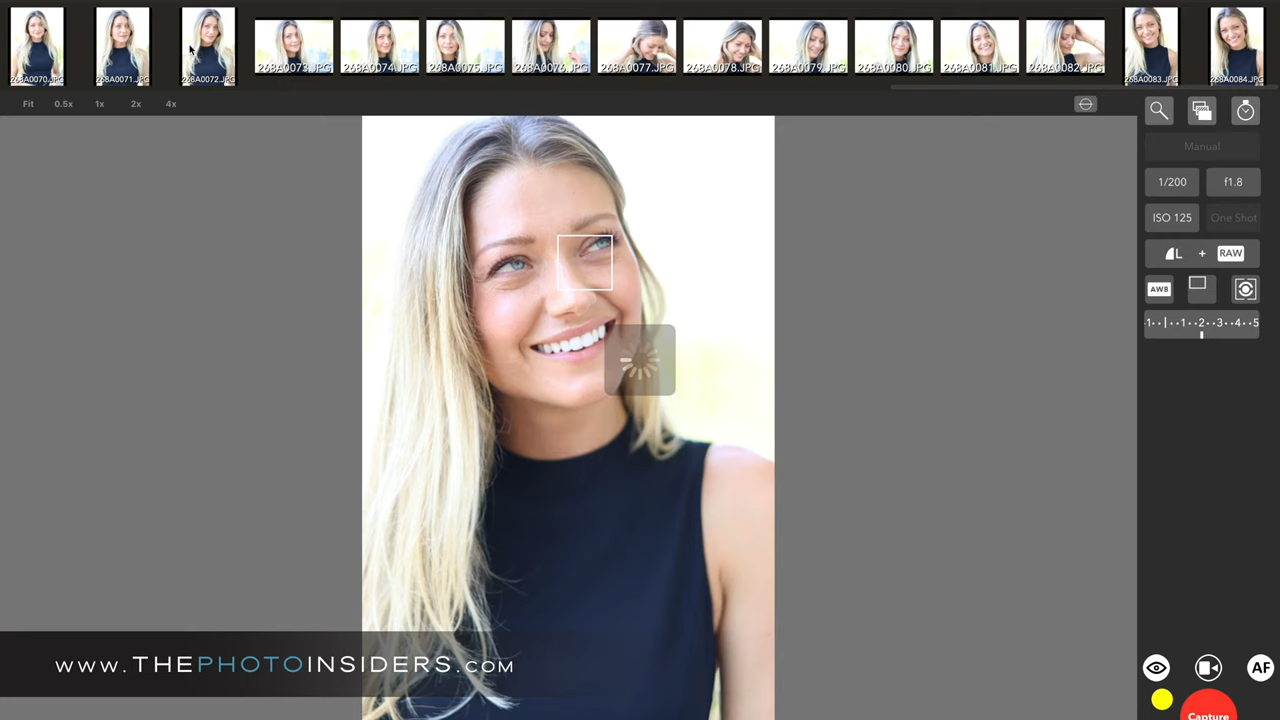 268A0070.JPG 268A0071.JPG 268A0072.JPG 268A0073.JPG 268A0074.JPG 268A0075.JPG 268A0076.JPG 268A0077.JPG 268A0078.JPG 268A0079.JPG 268A0080.JPG 268A0081.JPG 268A0082.JPG 268A0083.JPG 268A0084.JPG
Fit 0.5x 1x 2x 4x
Manual
1/200 f1.8
ISO 125 One Shot
L + RAW
AWB
1··|··1··2··3··4··5
WWW.THEPHOTOINSIDERS.COM
AF
Capture